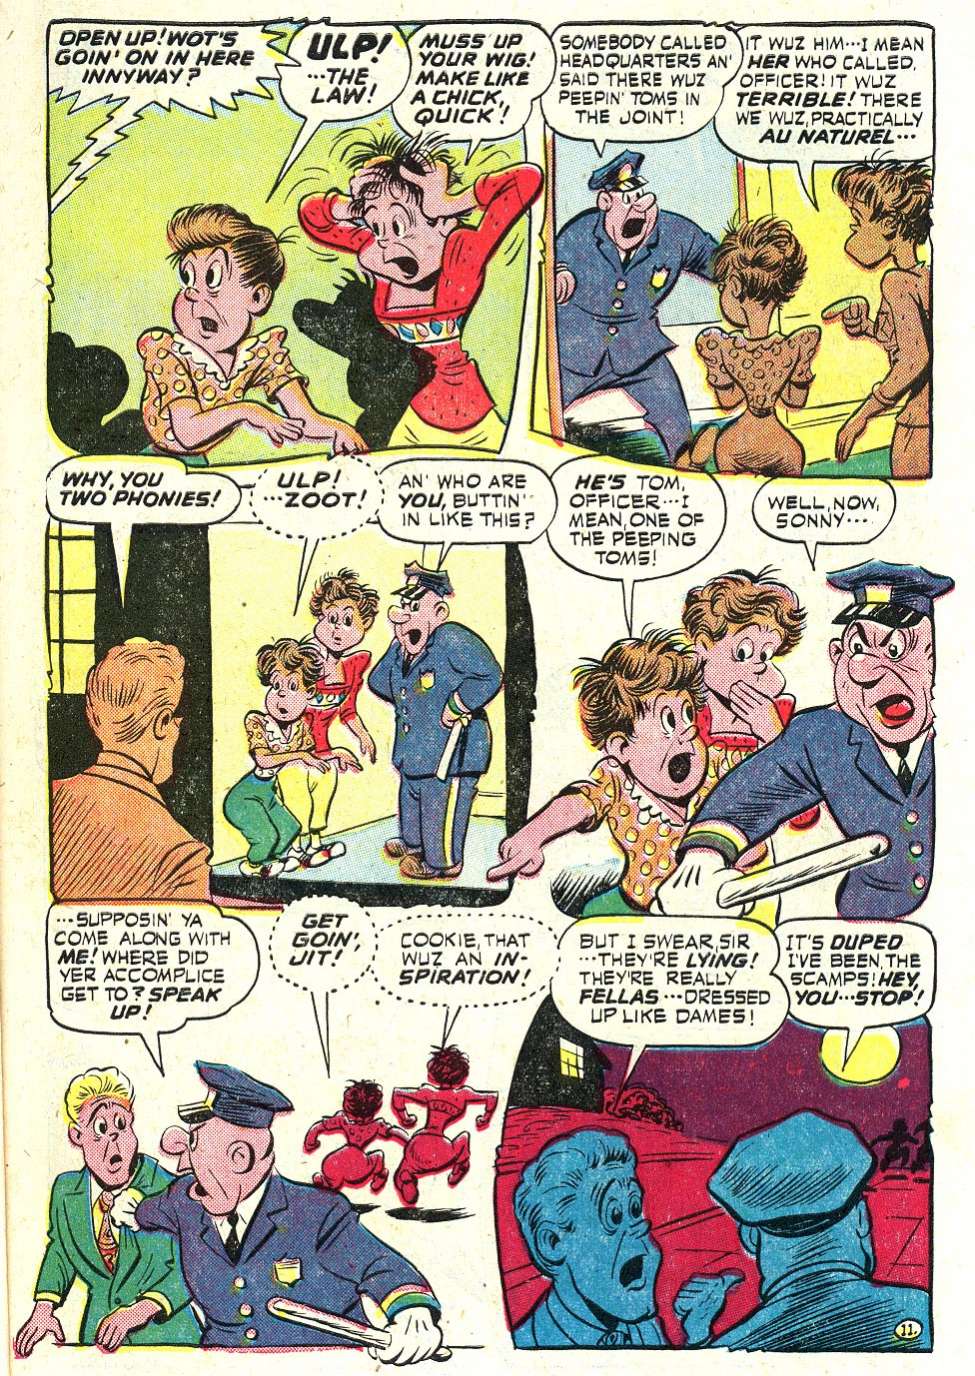 OPEN UP! WOT'S
GOIN' ON IN HERE
INNYWAY?
ULP!
...THE
LAW!
MUSS UP
YOUR WIG!
MAKE LIKE
A CHICK,
QUICK!
SOMEBODY CALLED
HEADQUARTERS AN'
SAID THERE WUZ
PEEPIN' TOMS IN
THE JOINT!
IT WUZ HIM---I MEAN
HER WHO CALLED,
OFFICER! IT WUZ
TERRIBLE! THERE
WE WUZ, PRACTICALLY
AU NATUREL---
WHY, YOU
TWO PHONIES!
ULP!
...ZOOT!
AN' WHO ARE
YOU, BUTTIN'
IN LIKE THIS?
HE'S TOM,
OFFICER---I
MEAN, ONE OF
THE PEEPING
TOMS!
WELL, NOW,
SONNY---
---SUPPOSIN' YA
COME ALONG WITH
ME! WHERE DID
YER ACCOMPLICE
GET TO? SPEAK
UP!
GET
GOIN',
JIT!
COOKIE, THAT
WUZ AN IN-
SPIRATION!
BUT I SWEAR, SIR
---THEY'RE LYING!
THEY'RE REALLY
FELLAS---DRESSED
UP LIKE DAMES!
IT'S DUPED
I'VE BEEN, THE
SCAMPS! HEY,
YOU---STOP!
11.